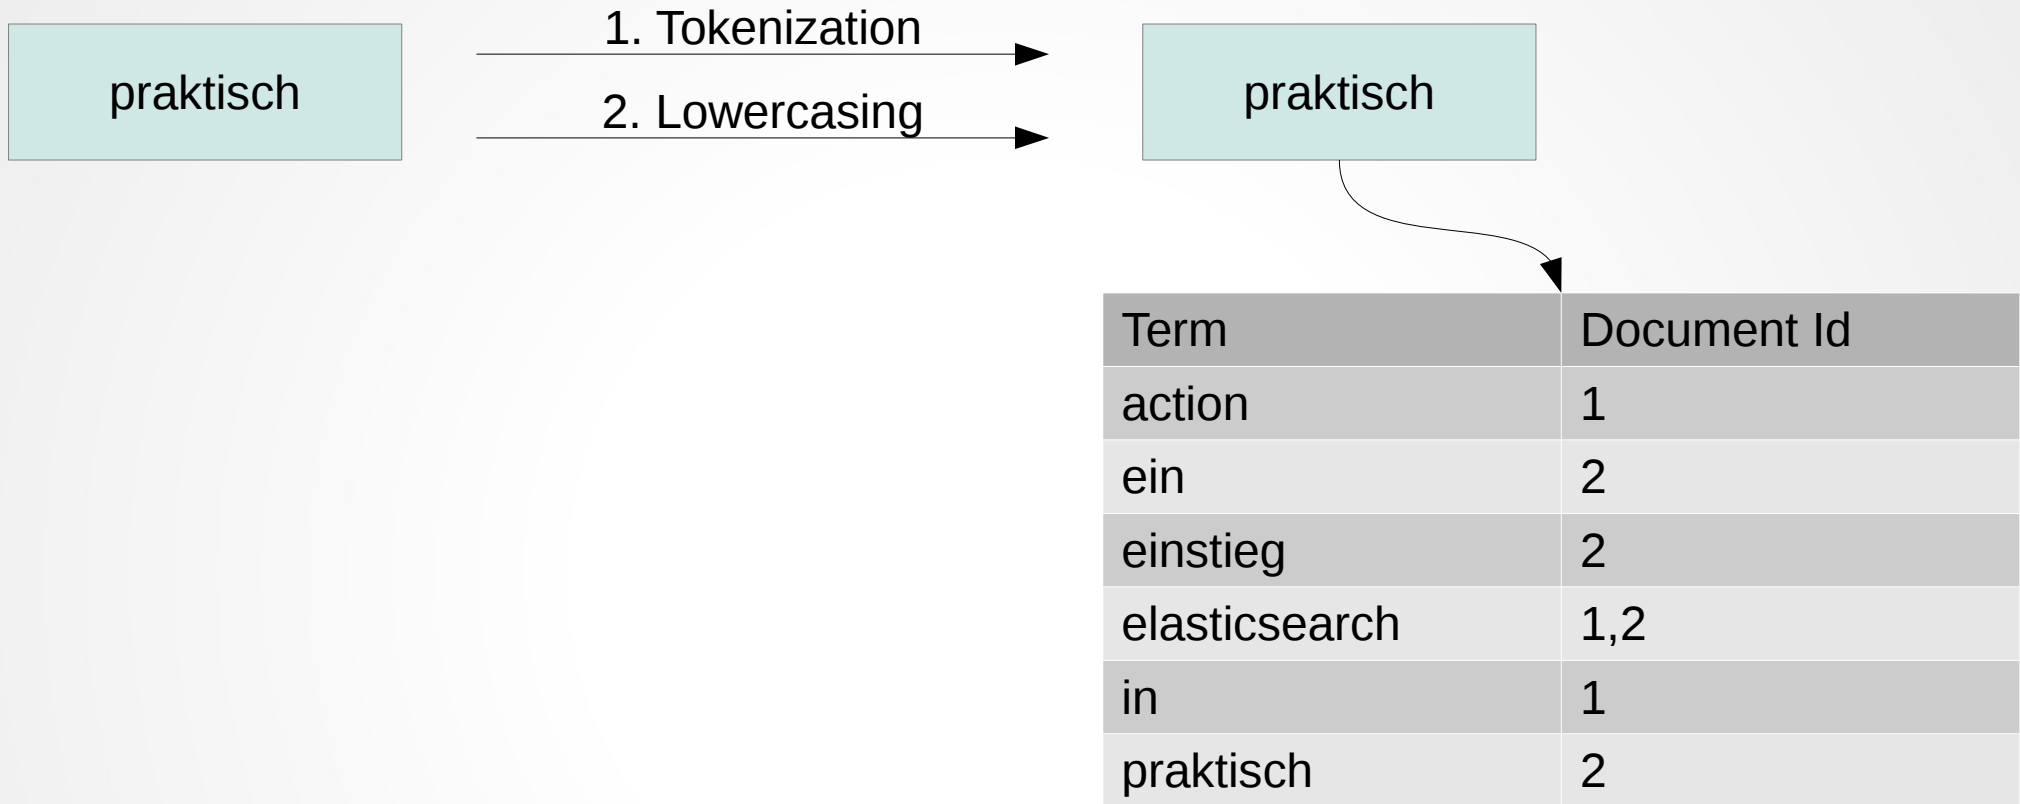 praktisch
1. Tokenization
2. Lowercasing
praktisch
Term Document Id
action 1
ein 2
einstieg 2
elasticsearch 1,2
in 1
praktisch 2